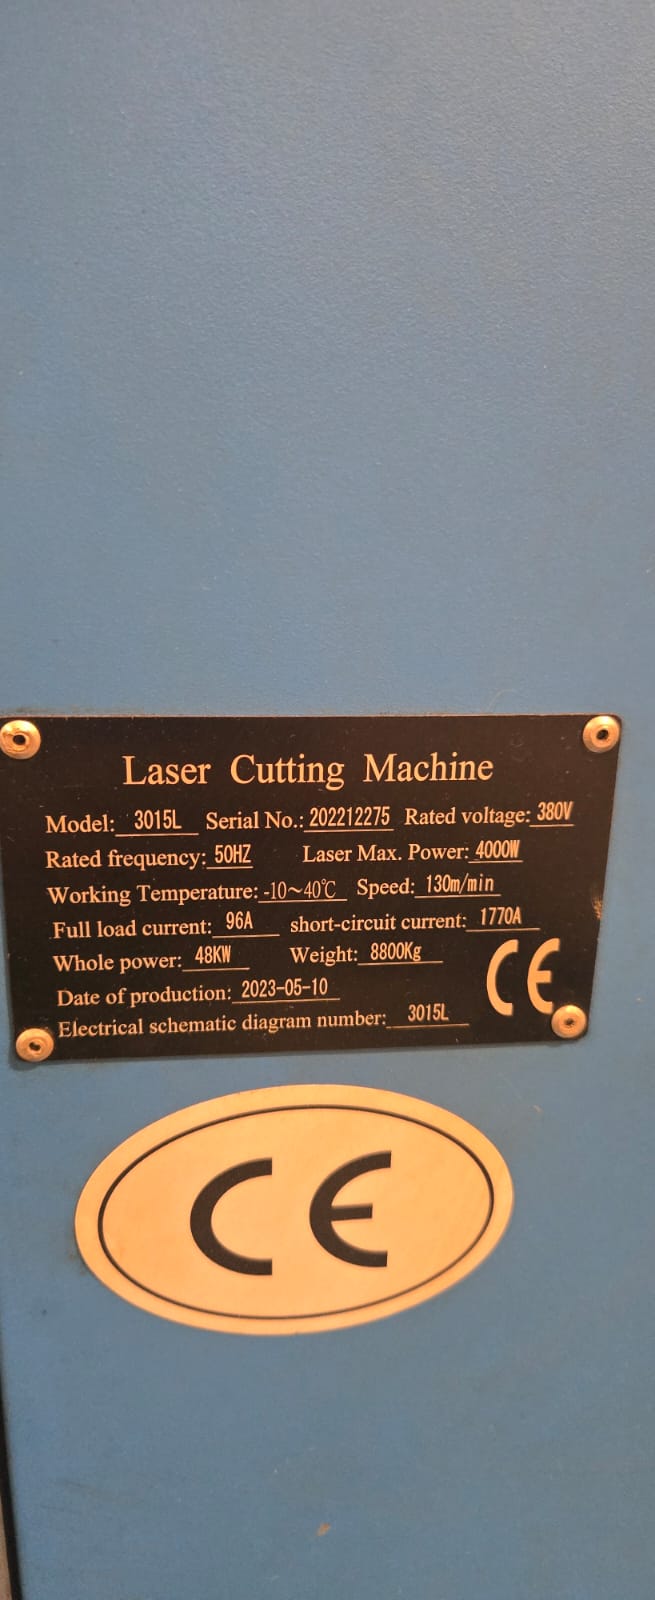 Laser Cutting Machine
Model: 3015L Serial No.: 202212275 Rated voltage: 380V
Rated frequency: 50HZ Laser Max. Power: 4000W
Working Temperature: -10~40℃ Speed: 130m/min
Full load current: 96A short-circuit current: 1770A
Whole power: 48KW Weight: 8800Kg
Date of production: 2023-05-10
Electrical schematic diagram number: 3015L
CE
CE